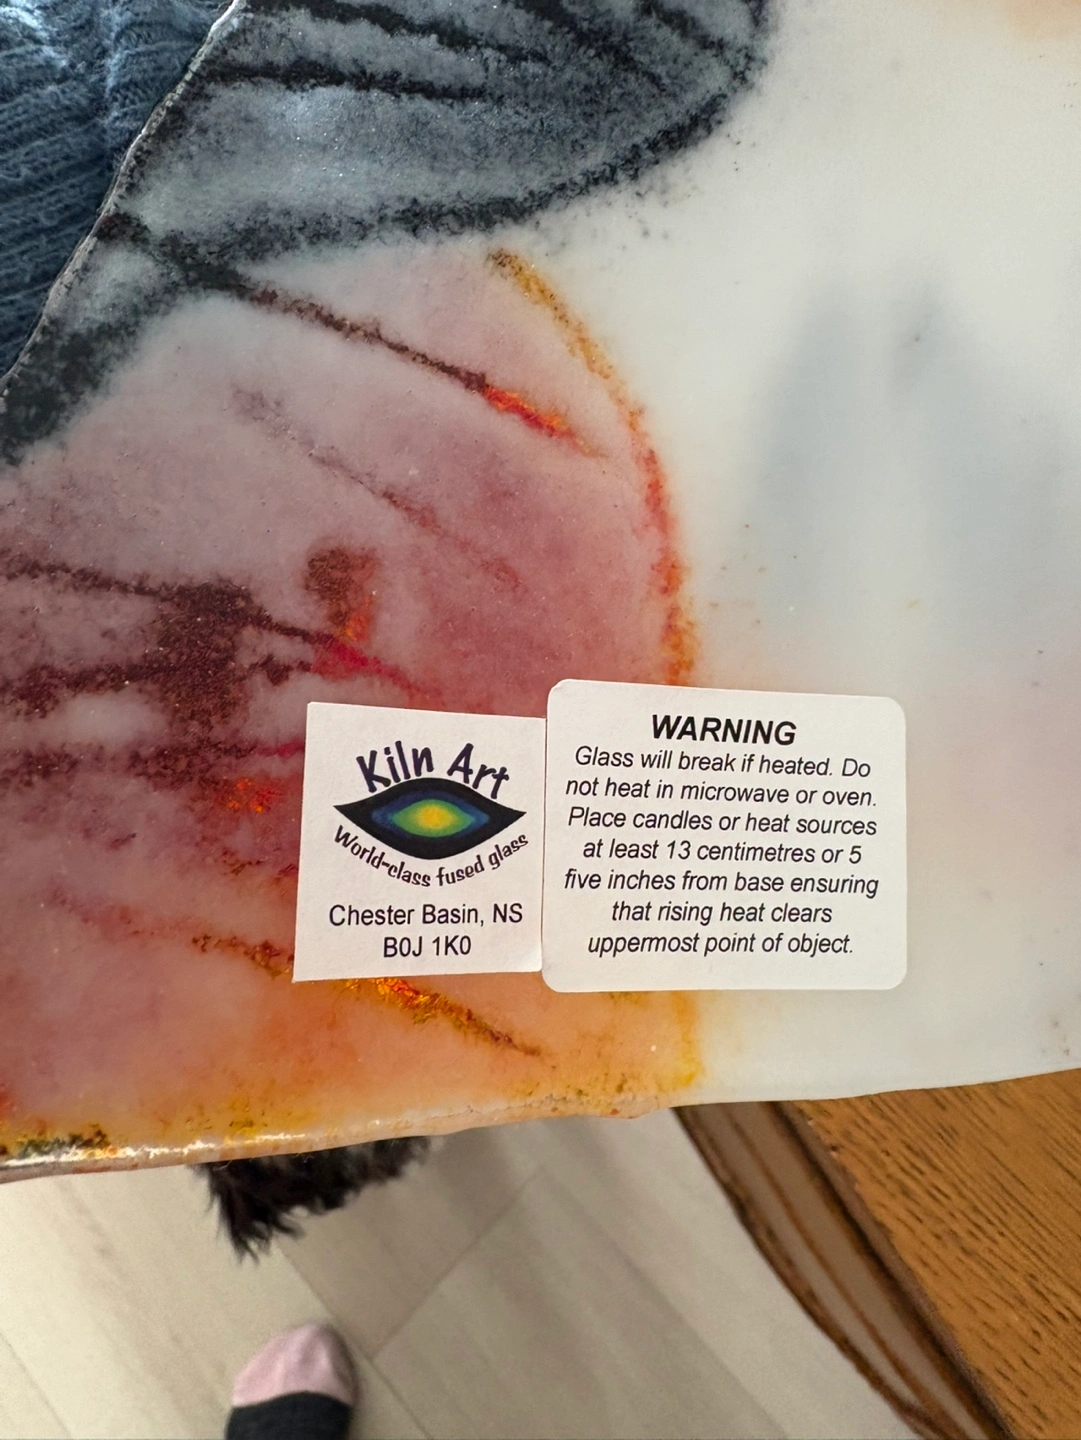 Kiln Art
World-class fused glass
Chester Basin, NS
B0J 1K0
WARNING
Glass will break if heated. Do
not heat in microwave or oven.
Place candles or heat sources
at least 13 centimetres or 5
five inches from base ensuring
that rising heat clears
uppermost point of object.